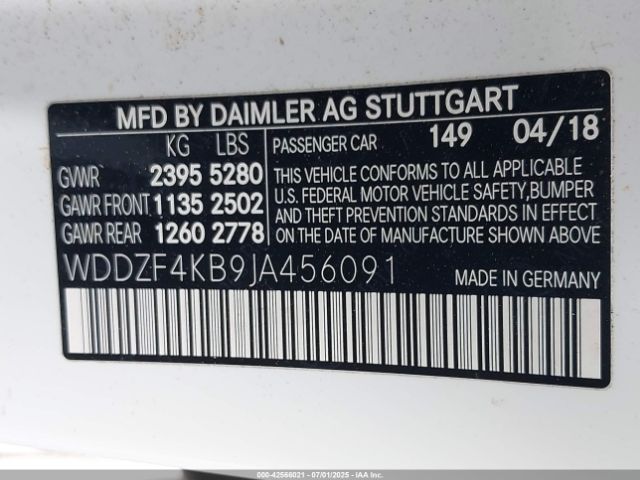 MFD BY DAIMLER AG STUTTGART
KG LBS
GVWR 2395 5280
GAWR FRONT 1135 2502
GAWR REAR 1260 2778
PASSENGER CAR 149 04/18
THIS VEHICLE CONFORMS TO ALL APPLICABLE
U.S. FEDERAL MOTOR VEHICLE SAFETY,BUMPER
AND THEFT PREVENTION STANDARDS IN EFFECT
ON THE DATE OF MANUFACTURE SHOWN ABOVE.
WDDZF4KB9JA456091
MADE IN GERMANY
000-42566021 - 07/01/2025 - IAAI.COM